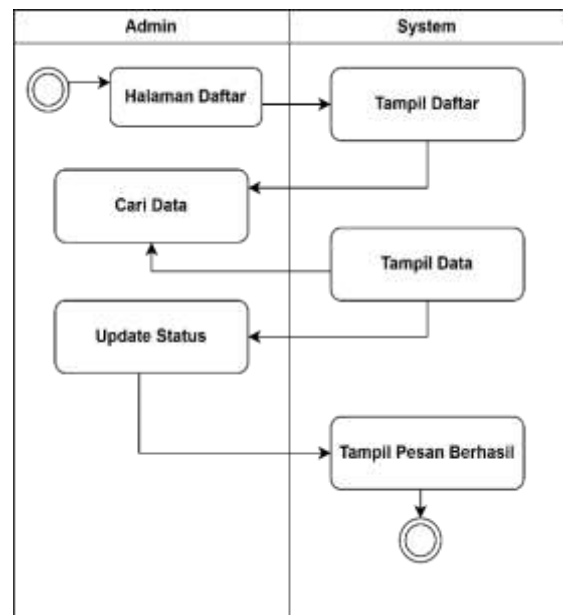 Admin
System
Halaman Daftar
Tampil Daftar
Cari Data
Tampil Data
Update Status
Tampil Pesan Berhasil